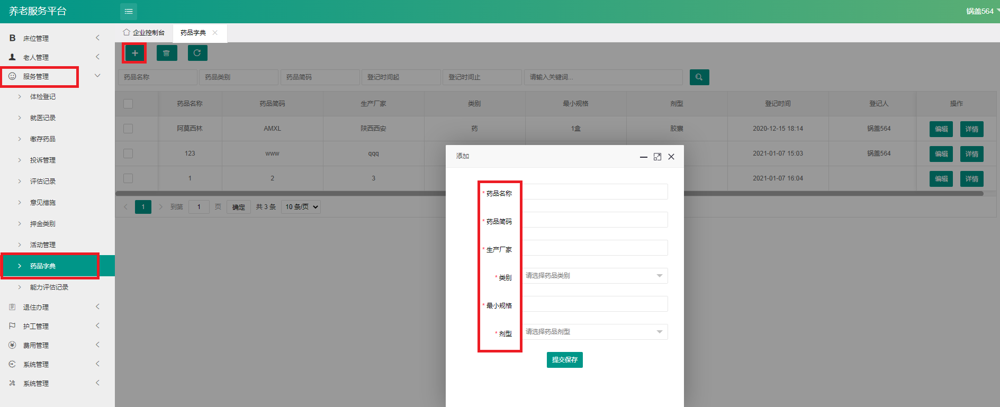 养老服务平台
锅盖564
企业控制台
药品字典
床位管理
老人管理
服务管理
体检登记
就医记录
缴存药品
投诉管理
评估记录
意见措施
押金类别
活动管理
药品字典
能力评估记录
退住办理
护工管理
费用管理
系统管理
系统管理
药品名称 药品类别 药品简码 登记时间起 登记时间止 请输入关键词...
药品名称 药品简码 生产厂家 类别 最小规格 剂型 登记时间 登记人 操作
阿莫西林 AMXL 陕西西安 药 1盒 胶囊 2020-12-15 18:14 锅盖564 编辑 详情
123 www qqq 2021-01-07 15:03 锅盖564 编辑 详情
1 2 3 2021-01-07 16:04 编辑 详情
1 到第 1 页 确定 共 3 条 10 条/页
添加
* 药品名称
* 药品简码
* 生产厂家
* 类别 请选择药品类别
* 最小规格
* 剂型 请选择药品剂型
提交保存